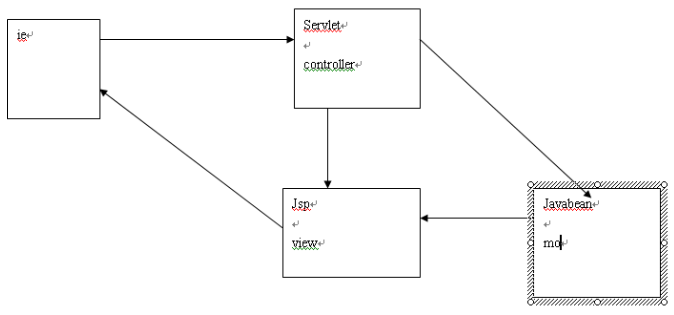 ie
Servlet
controller
Jsp
view
Javabean
mo